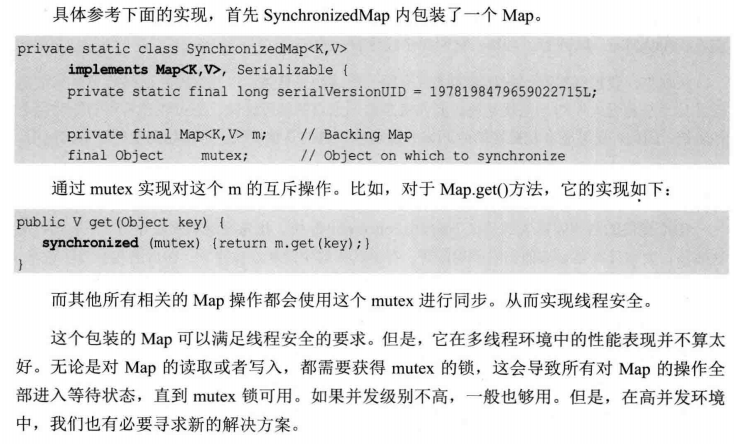 具体参考下面的实现，首先 SynchronizedMap 内包装了一个 Map。
private static class SynchronizedMap<K,V>
implements Map<K,V>, Serializable {
private static final long serialVersionUID = 1978198479659022715L;
private final Map<K,V> m;   // Backing Map
final Object    mutex;    // Object on which to synchronize
通过 mutex 实现对这个 m 的互斥操作。比如，对于 Map.get()方法，它的实现如下：
public V get(Object key) {
synchronized (mutex) {return m.get(key);}
}
而其他所有相关的 Map 操作都会使用这个 mutex 进行同步。从而实现线程安全。
这个包装的 Map 可以满足线程安全的要求。但是，它在多线程环境中的性能表现并不算太
好。无论是对 Map 的读取或者写入，都需要获得 mutex 的锁，这会导致所有对 Map 的操作全
部进入等待状态，直到 mutex 锁可用。如果并发级别不高，一般也够用。但是，在高并发环境
中，我们也有必要寻求新的解决方案。